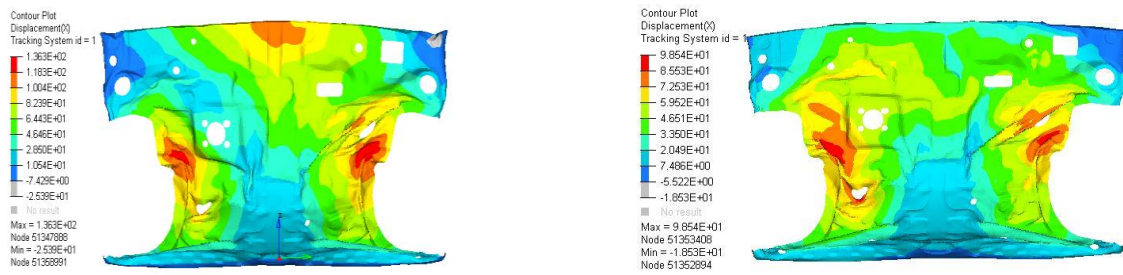 Contour Plot
Displacement(X)
Tracking System id = 1
1.363E+02
1.183E+02
1.004E+02
8.239E+01
6.443E+01
4.646E+01
2.850E+01
1.054E+01
-7.429E+00
-2.539E+01
No result
Max = 1.363E+02
Node 51347888
Min = -2.539E+01
Node 51358991
Contour Plot
Displacement(X)
Tracking System id = 1
9.854E+01
8.553E+01
7.253E+01
5.952E+01
4.651E+01
3.350E+01
2.049E+01
7.486E+00
-5.522E+00
-1.853E+01
No result
Max = 9.854E+01
Node 51353408
Min = -1.853E+01
Node 51352894